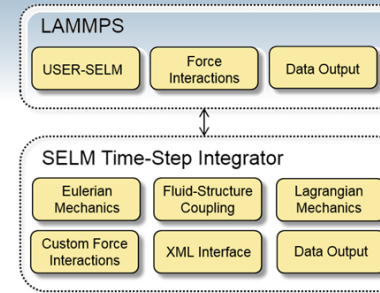 LAMMPS
USER-SELM
Force
Interactions
Data Output
SELM Time-Step Integrator
Eulerian
Mechanics
Fluid-Structure
Coupling
Lagrangian
Mechanics
Custom Force
Interactions
XML Interface
Data Output